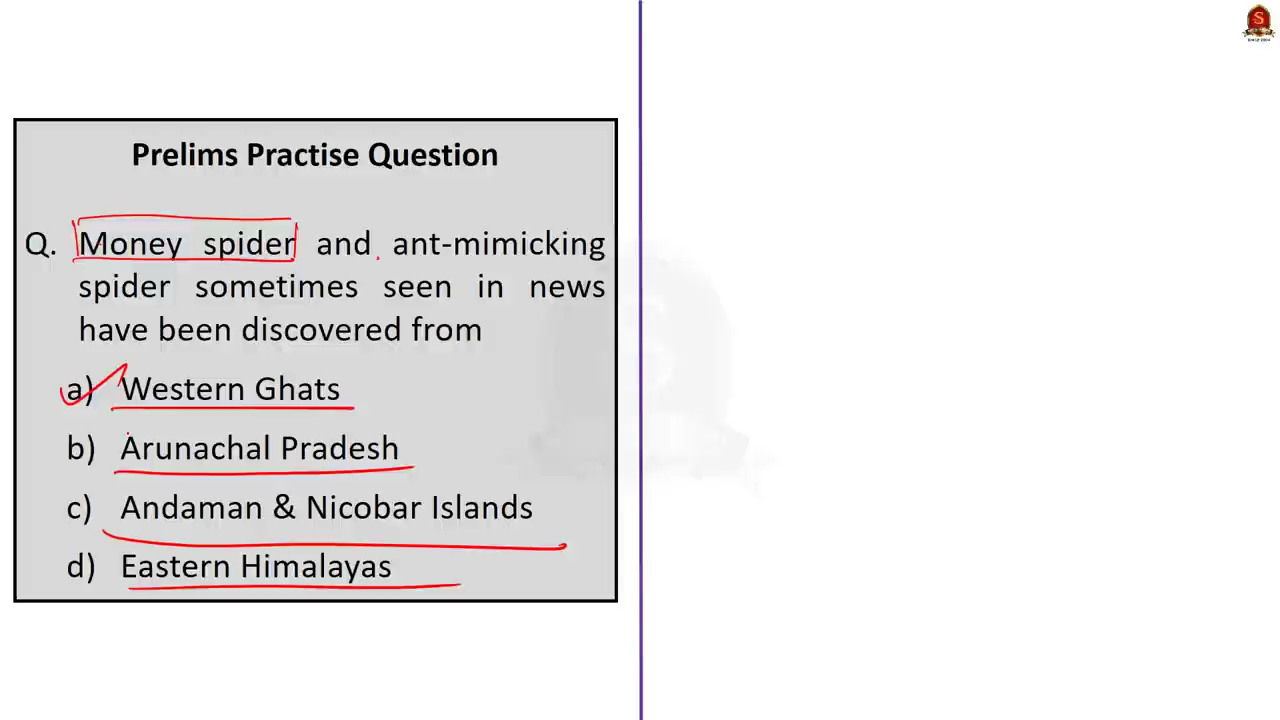 Prelims Practise Question
Q. Money spider and ant-mimicking
spider sometimes seen in news
have been discovered from
a) Western Ghats
b) Arunachal Pradesh
c) Andaman & Nicobar Islands
d) Eastern Himalayas